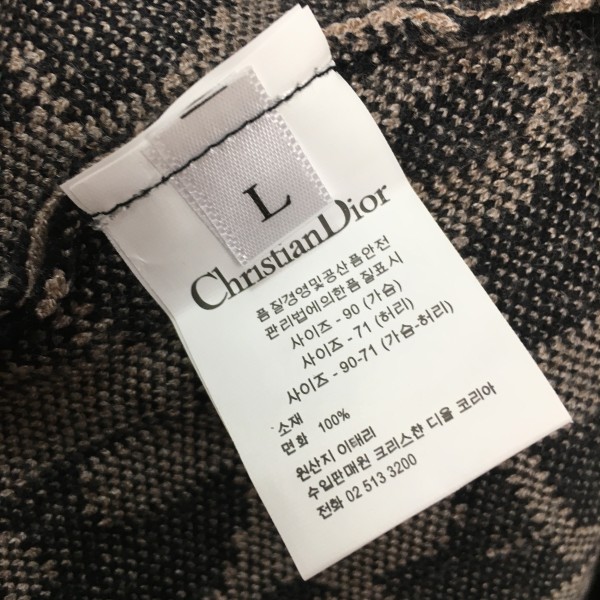 L
Christian Dior
품질경영및공산품안전
관리법에의한품질표시
사이즈 - 90 (가슴)
사이즈 - 71 (허리)
사이즈 - 90-71 (가슴-허리)
소재
면화 100%
원산지 이태리
수입판매원 크리스챤 디올 코리아
전화 02 513 3200